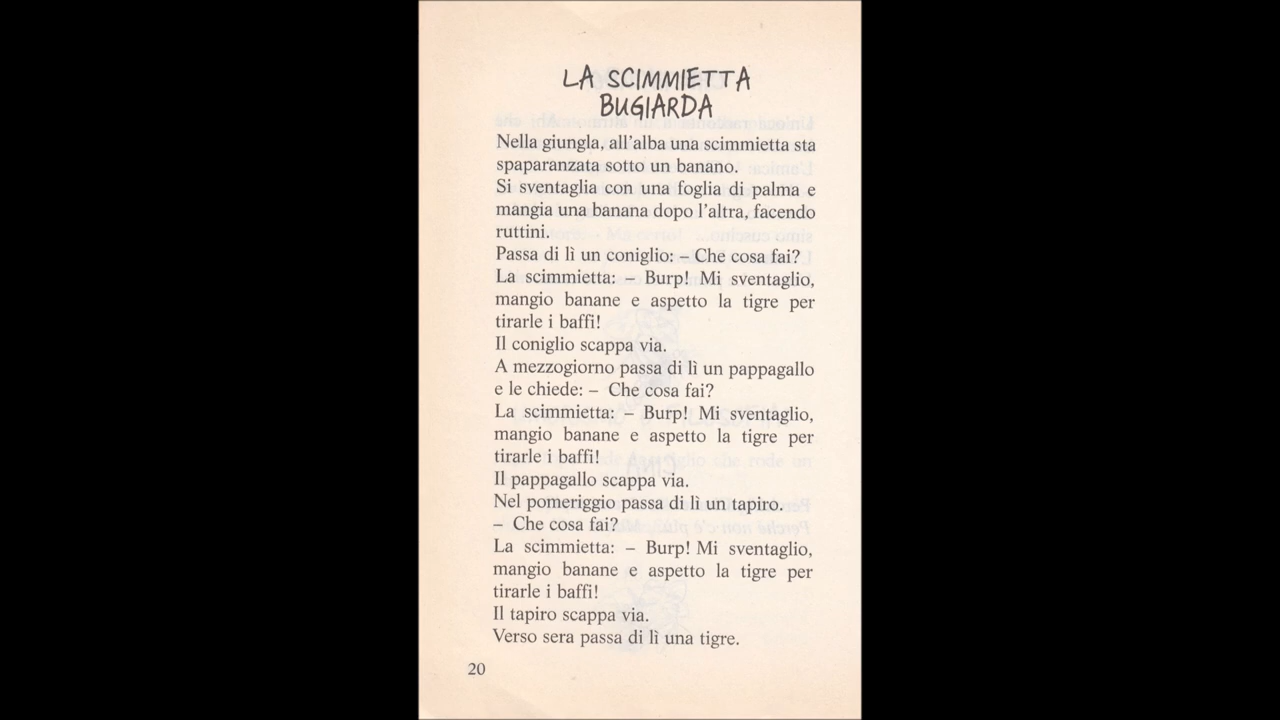 LA SCIMMIETTA
BUGIARDA
Nella giungla, all'alba una scimmietta sta
spaparanzata sotto un banano.
Si sventaglia con una foglia di palma e
mangia una banana dopo l'altra, facendo
ruttini.
Passa di lì un coniglio: – Che cosa fai?
La scimmietta: – Burp! Mi sventaglio,
mangio banane e aspetto la tigre per
tirarle i baffi!
Il coniglio scappa via.
A mezzogiorno passa di lì un pappagallo
e le chiede: – Che cosa fai?
La scimmietta: – Burp! Mi sventaglio,
mangio banane e aspetto la tigre per
tirarle i baffi!
Il pappagallo scappa via.
Nel pomeriggio passa di lì un tapiro.
– Che cosa fai?
La scimmietta: – Burp! Mi sventaglio,
mangio banane e aspetto la tigre per
tirarle i baffi!
Il tapiro scappa via.
Verso sera passa di lì una tigre.
20